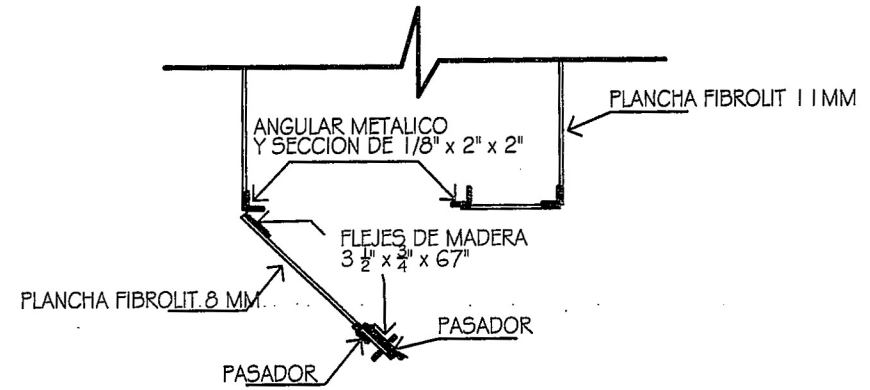 PLANCHA FIBROLIT 11MM
ANGULAR METALICO
Y SECCION DE 1/8" x 2" x 2"
FLEJES DE MADERA
3 1/2" x 3/4" x 67"
PLANCHA FIBROLIT.8 MM
PASADOR
PASADOR